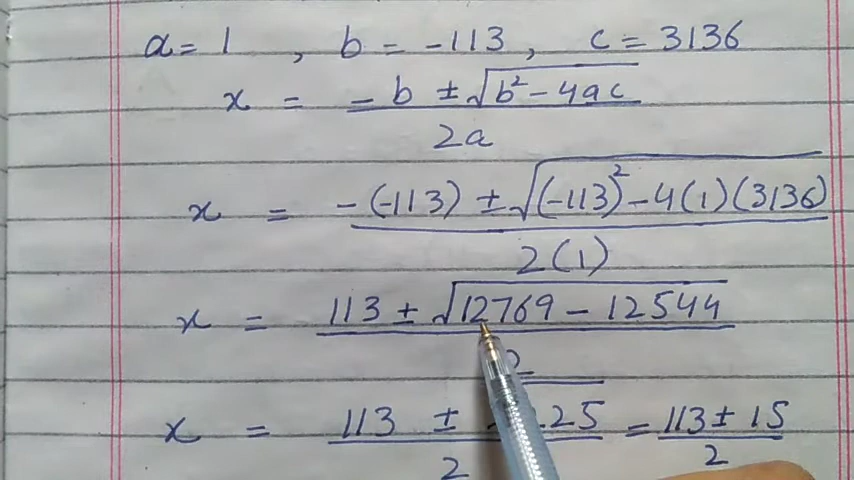 a = 1 , b = -113 , c = 3136
x = -b ± √(b² - 4ac) / 2a
x = -(-113) ± √((-113)² - 4(1)(3136)) / 2(1)
x = 113 ± √(12769 - 12544) / 2
x = 113 ± 25 / 2 = 113 ± 15 / 2